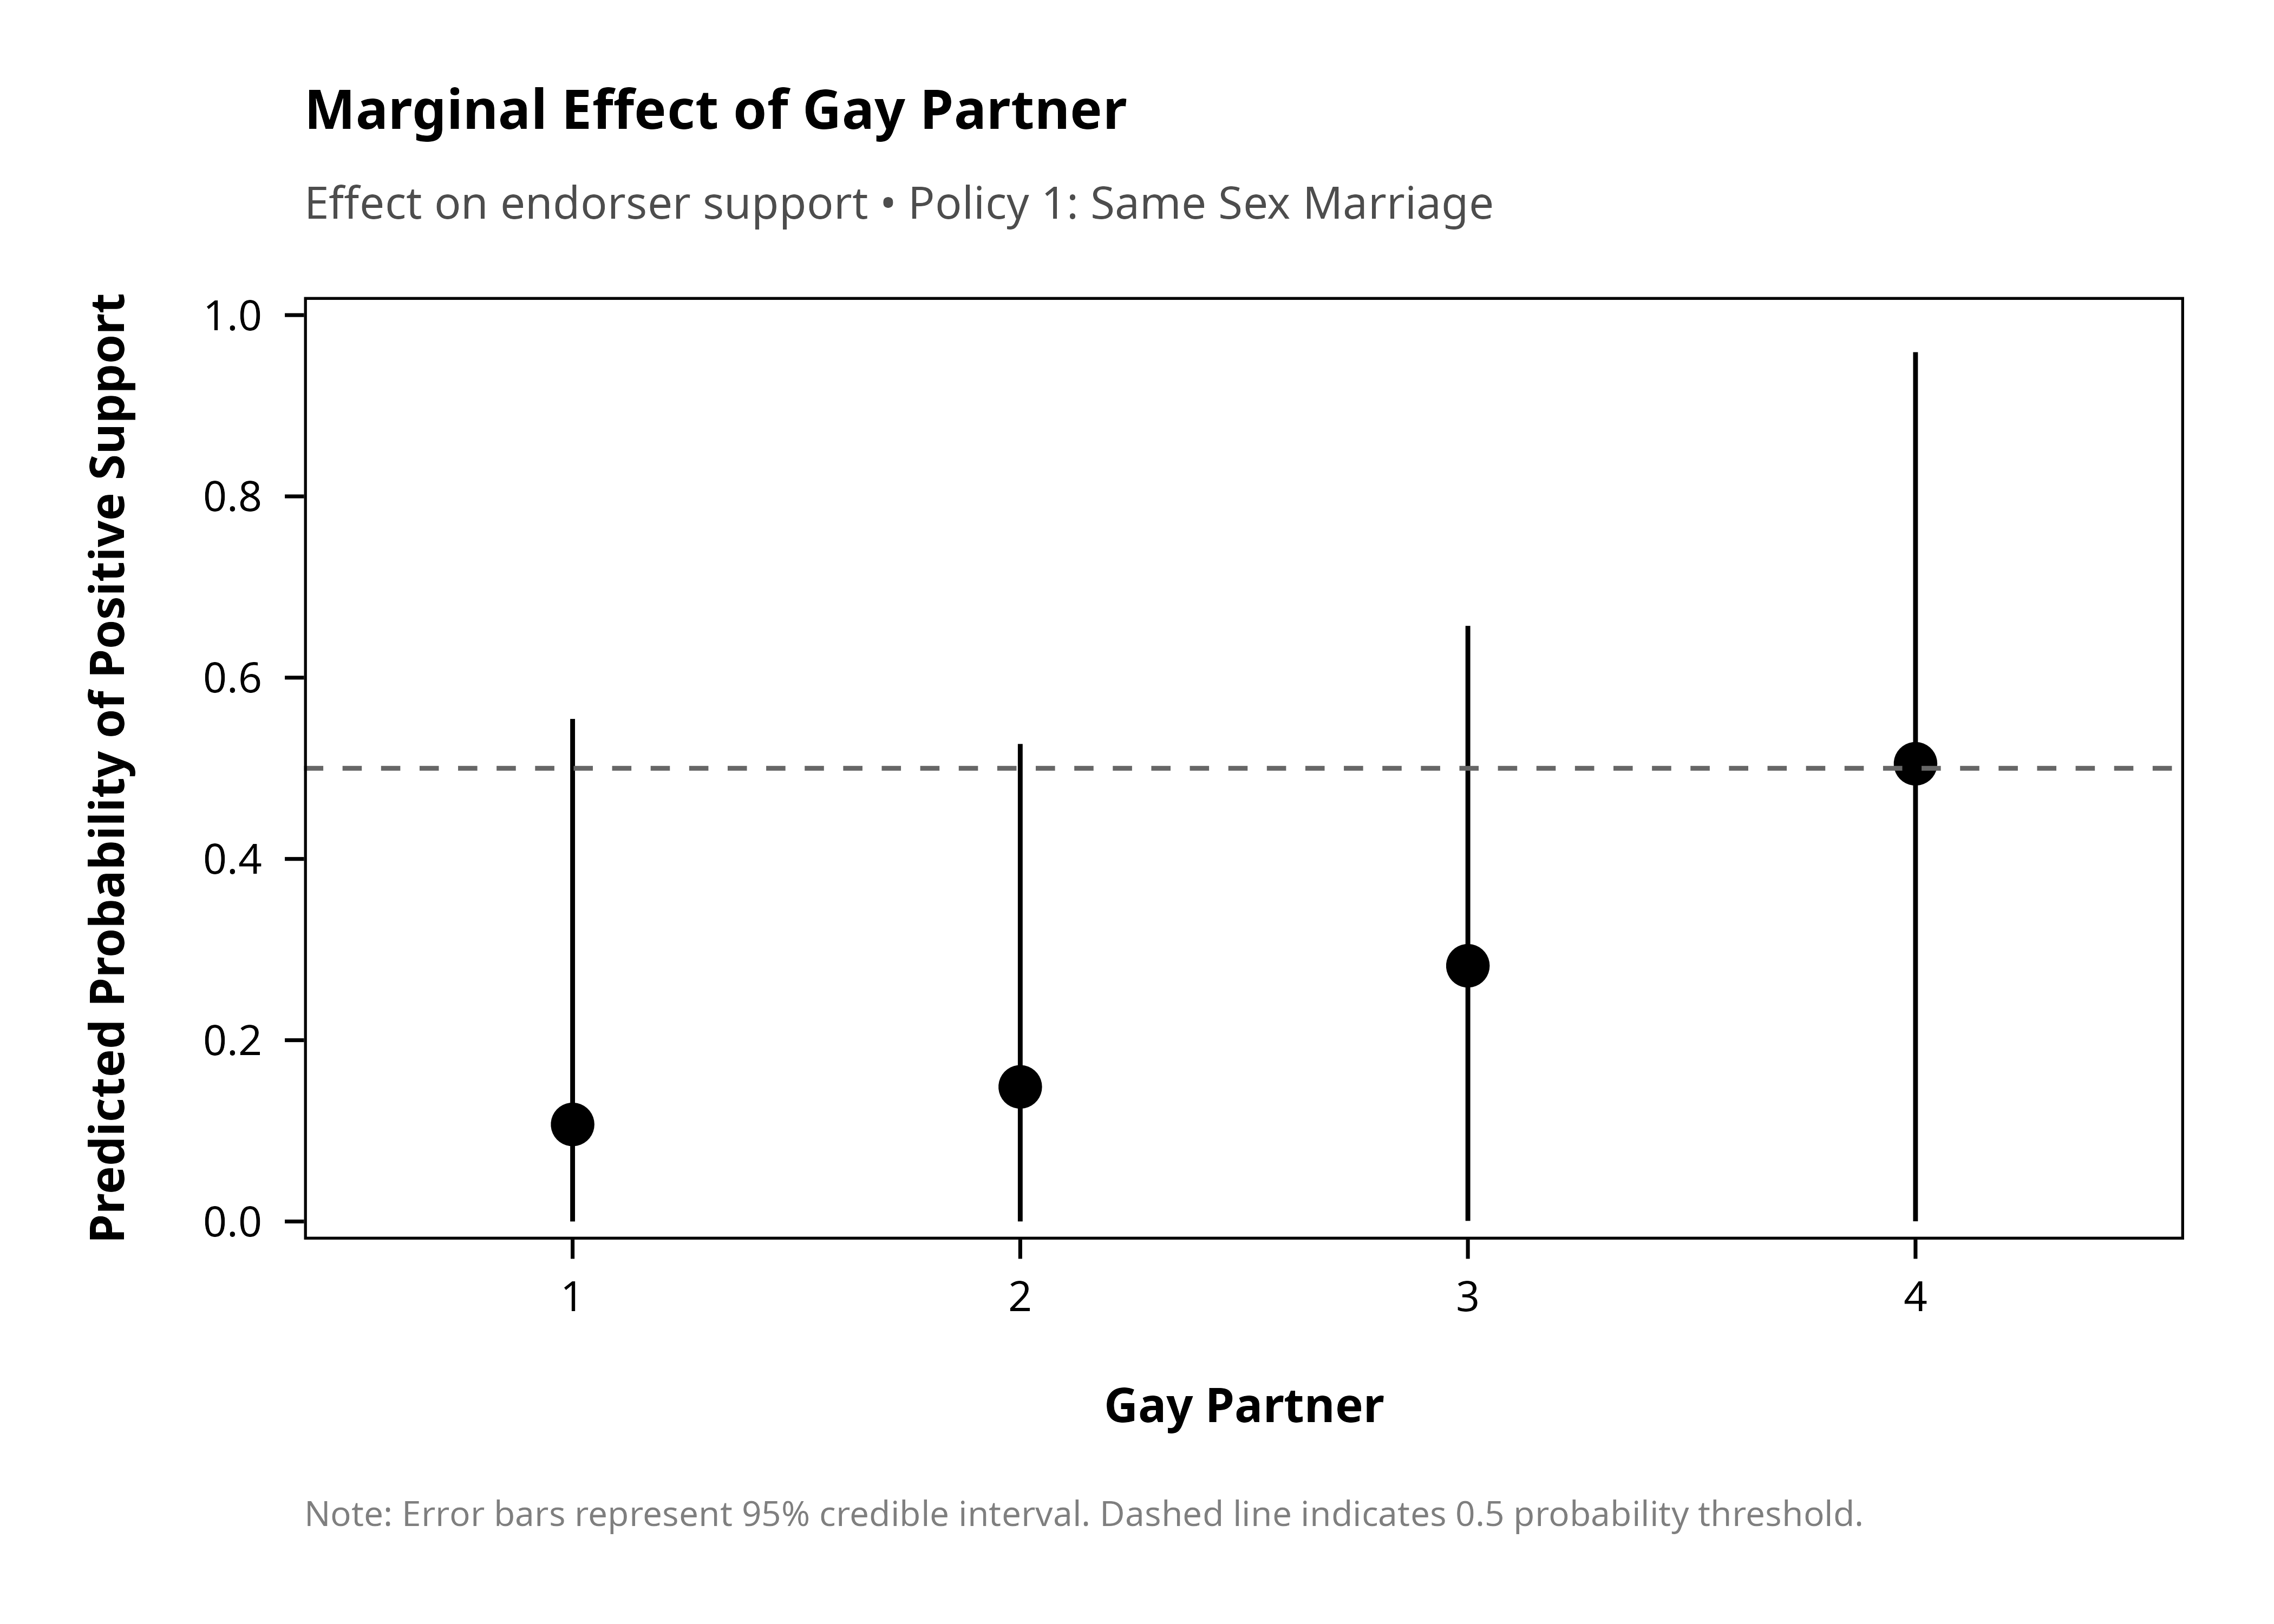 Marginal Effect of Gay Partner
Effect on endorser support • Policy 1: Same Sex Marriage
Predicted Probability of Positive Support
1.0
0.8
0.6
0.4
0.2
0.0
1
2
3
4
Gay Partner
Note: Error bars represent 95% credible interval. Dashed line indicates 0.5 probability threshold.